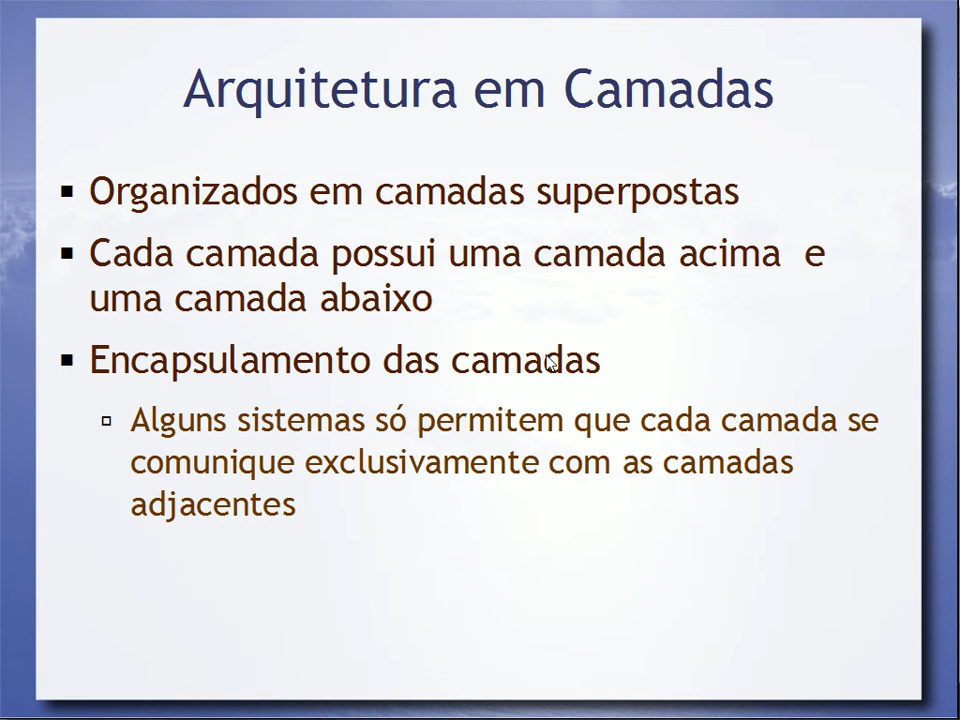 Arquitetura em Camadas
▪ Organizados em camadas superpostas
▪ Cada camada possui uma camada acima  e
uma camada abaixo
▪ Encapsulamento das camadas
▫ Alguns sistemas só permitem que cada camada se
comunique exclusivamente com as camadas
adjacentes